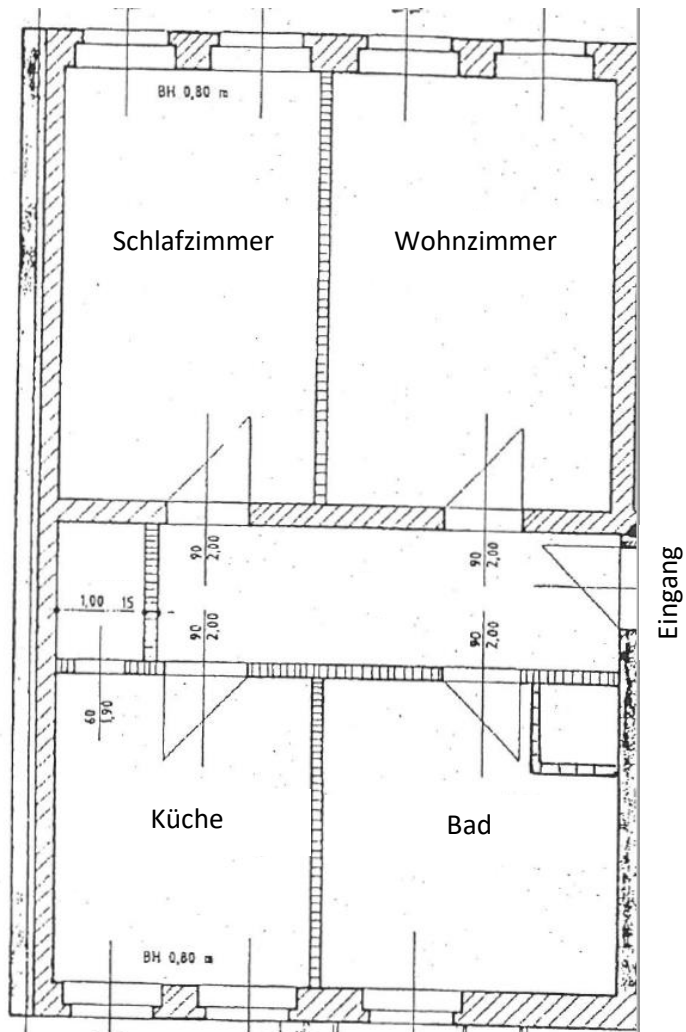 BH 0,80 m
Schlafzimmer
Wohnzimmer
90
2,00
90
2,00
Eingang
1,00 15
90
2,00
90
2,00
60
1,90
Küche
Bad
BH 0,80 m